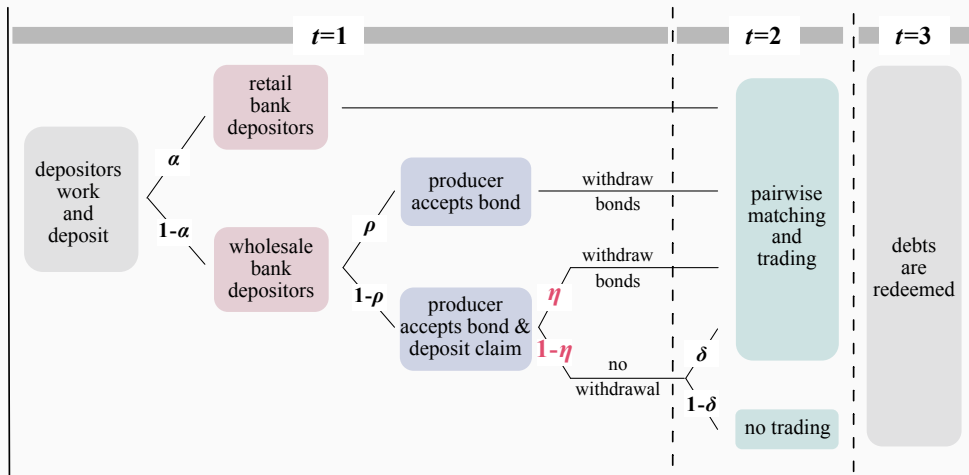 t=1
t=2
t=3
depositors
work
and
deposit
α
1-α
retail
bank
depositors
wholesale
bank
depositors
ρ
1-ρ
producer
accepts bond
producer
accepts bond &
deposit claim
withdraw
bonds
η
1-η
withdraw
bonds
no
withdrawal
δ
1-δ
pairwise
matching
and
trading
no trading
debts
are
redeemed